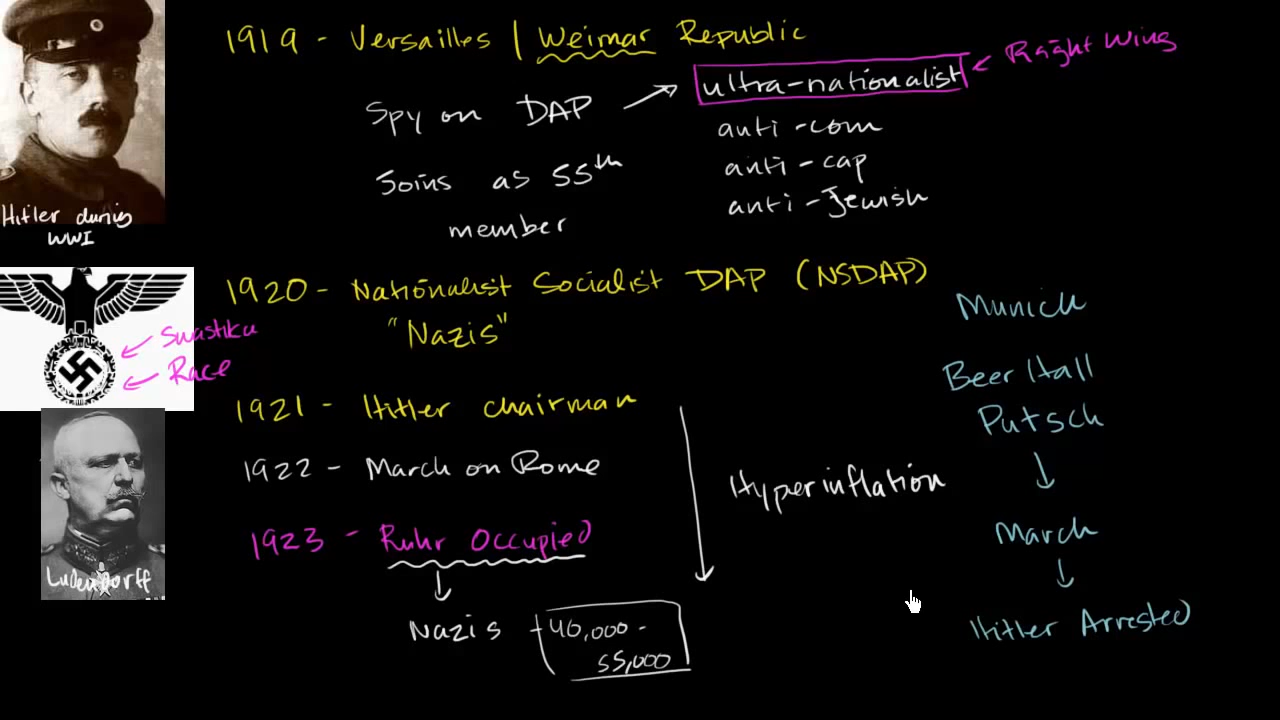 1919 - Versailles | Weimar Republic
Right Wing
Spy on DAP
ultra-nationalist
anti-com
Joins as 55th
member
anti-cap
anti-Jewish
Hitler during
WWI
1920 - Nationalist Socialist DAP (NSDAP)
"Nazis"
Swastika
Race
Munich
Beer Hall
Putsch
March
Hitler Arrested
1921 - Hitler chairman
1922 - March on Rome
Hyperinflation
1923 - Ruhr Occupied
Nazis
40,000 -
55,000
Ludendorff